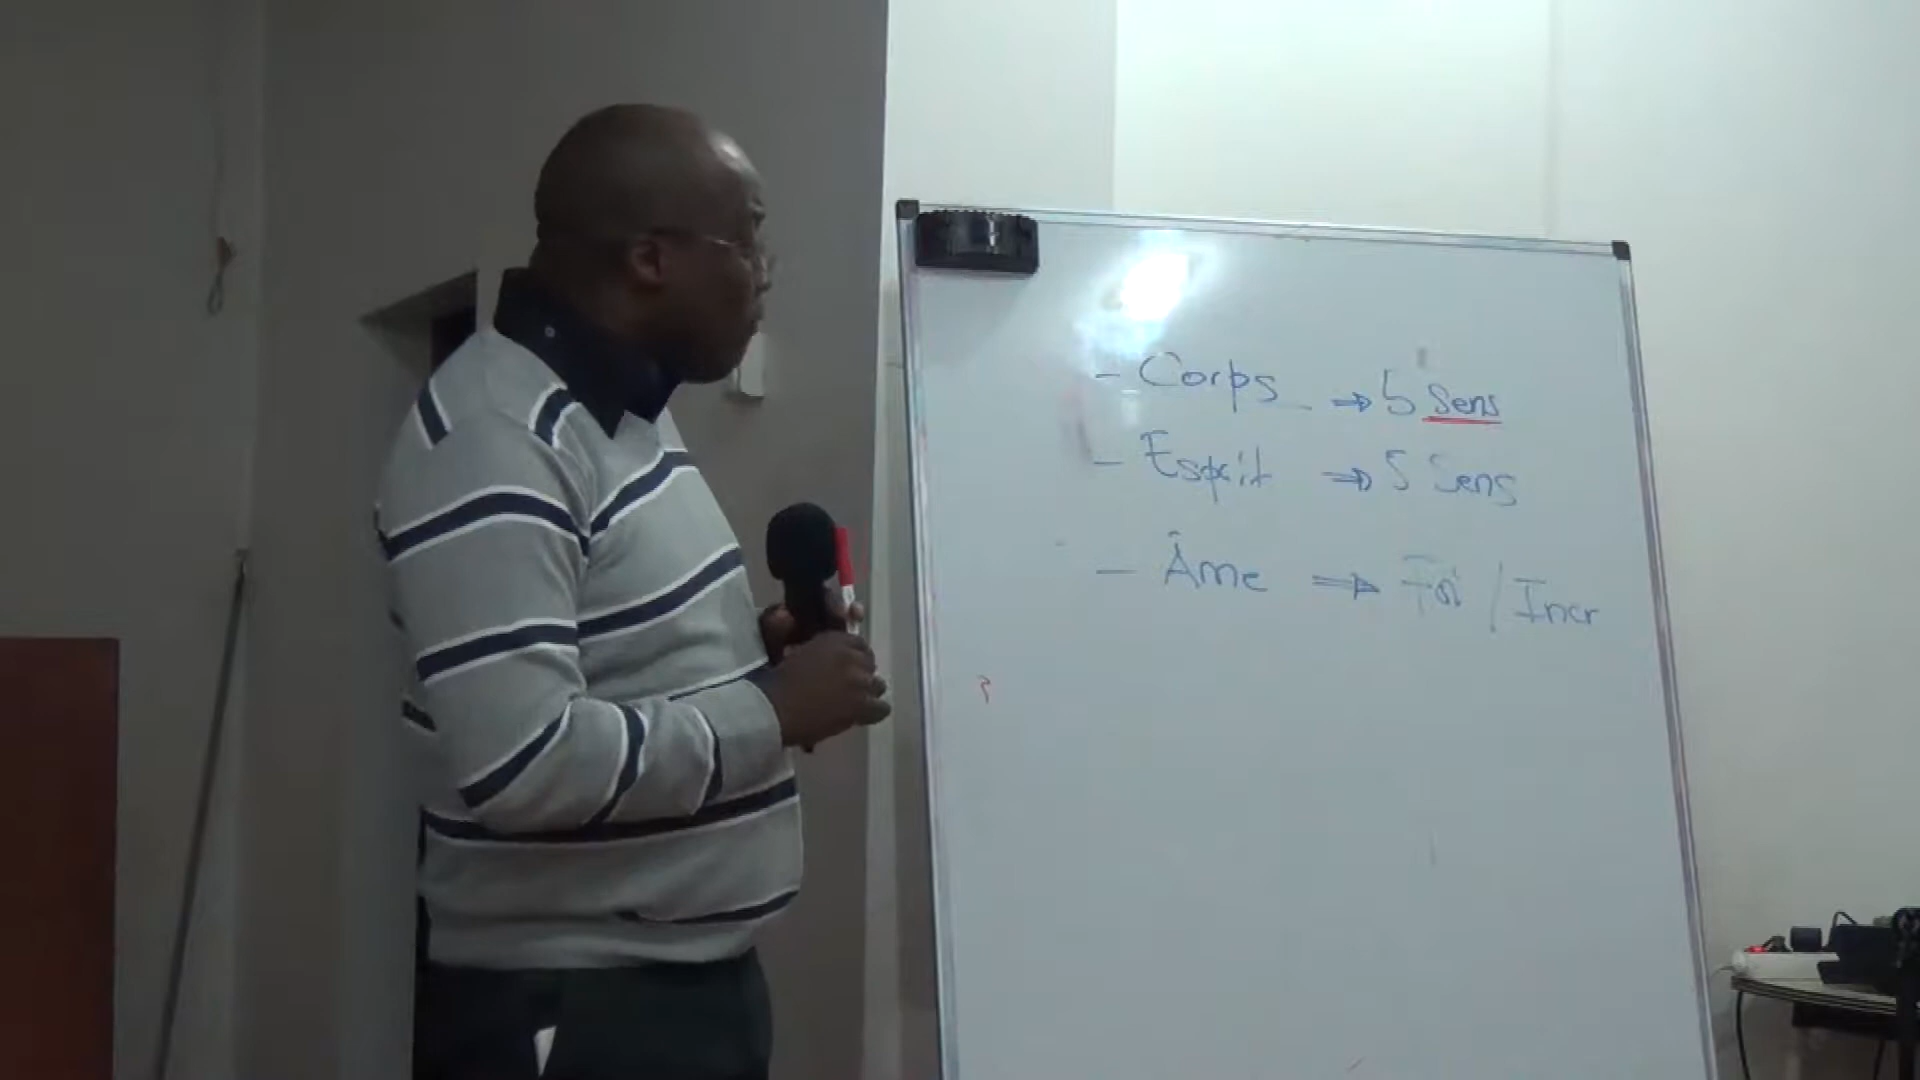 - Corps ⇒ 5 Sens
- Esprit ⇒ 5 Sens
- Âme ⇒ Foi / Incr